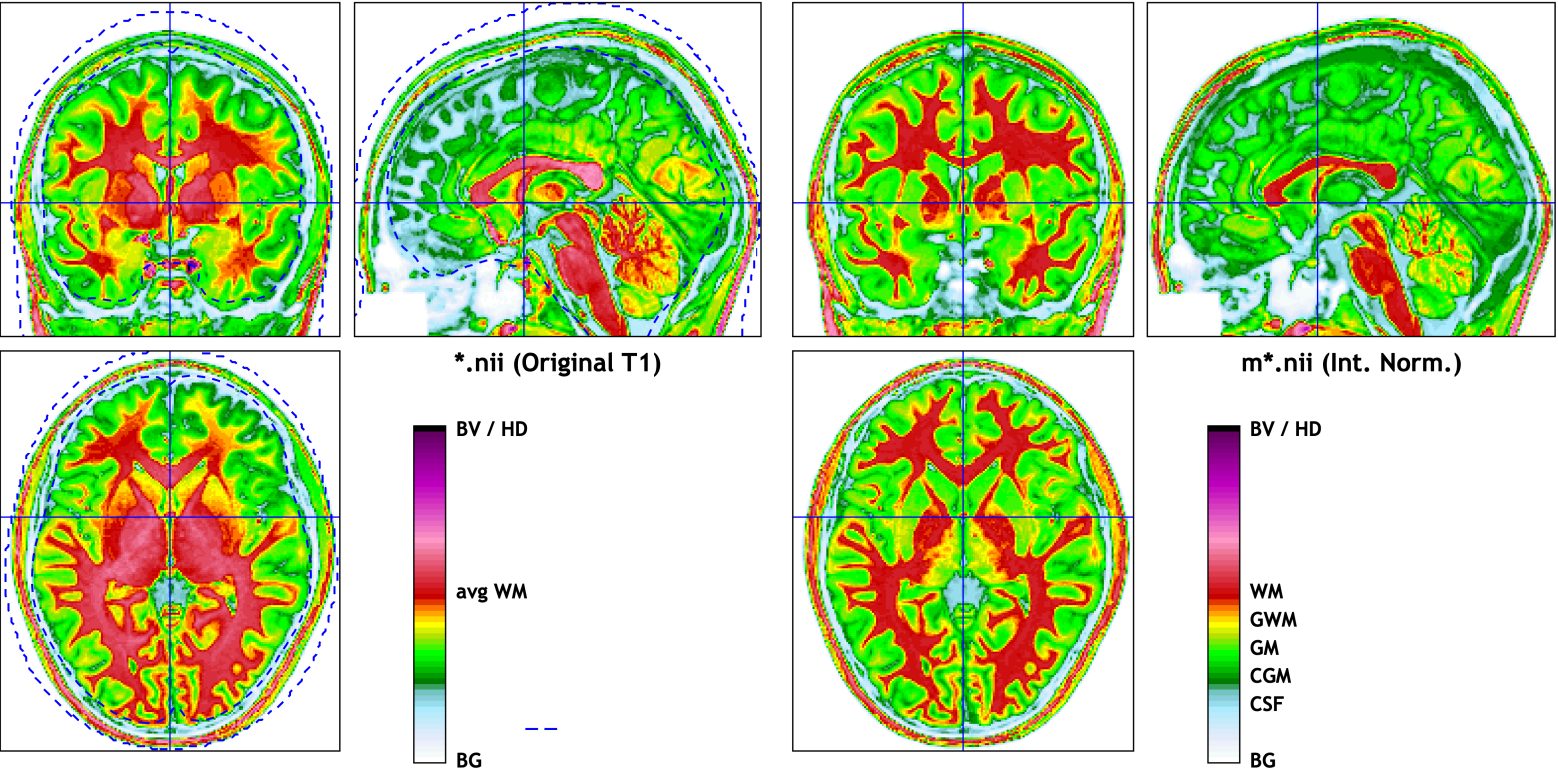 *.nii (Original T1)
BV / HD
avg WM
BG
m*.nii (Int. Norm.)
BV / HD
WM
GWM
GM
CGM
CSF
BG